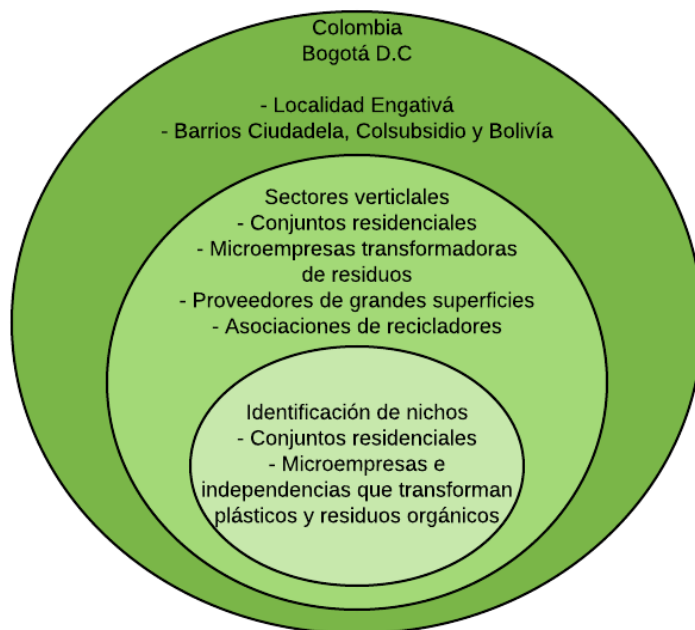 Colombia
Bogotá D.C
- Localidad Engativá
- Barrios Ciudadela, Colsubsidio y Bolivía
Sectores verticlales
- Conjuntos residenciales
- Microempresas transformadoras
de residuos
- Proveedores de grandes superficies
- Asociaciones de recicladores
Identificación de nichos
- Conjuntos residenciales
- Microempresas e
independencias que transforman
plásticos y residuos orgánicos